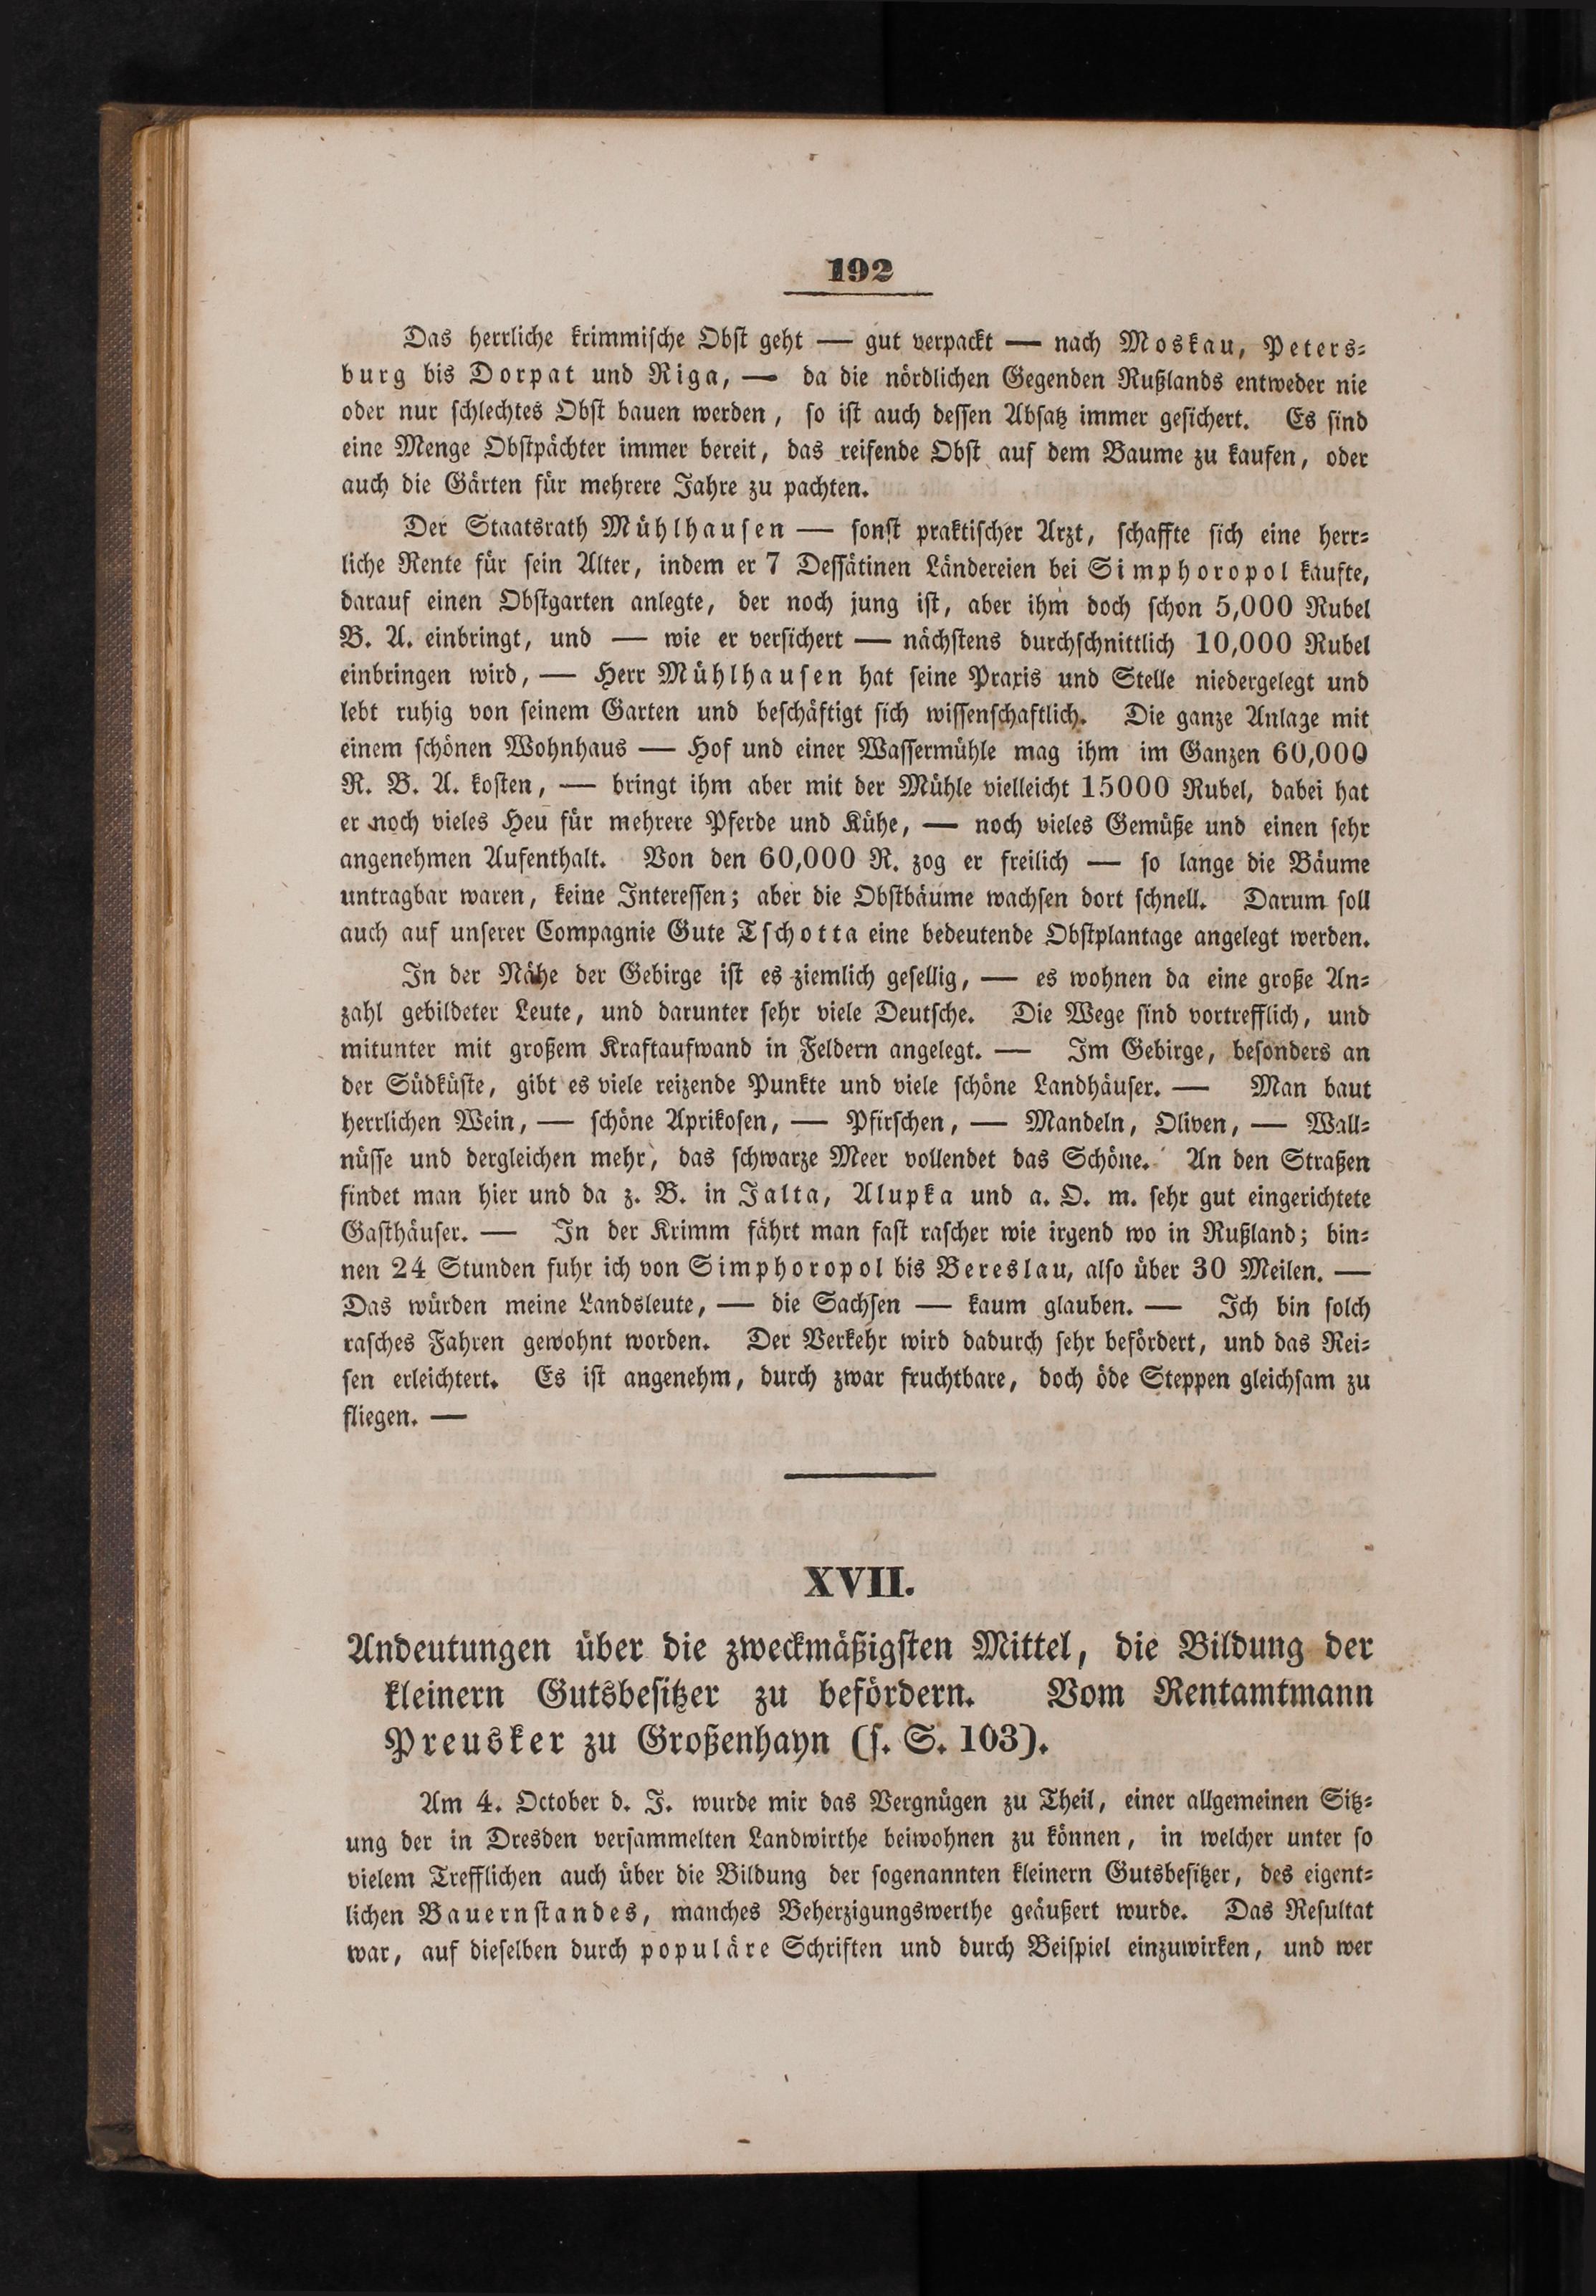 192
Das herrliche krimmische Obst geht — gut verpackt — nach Moskau, Peters-
burg bis Dorpat und Riga, — da die nördlichen Gegenden Rußlands entweder nie
oder nur schlechtes Obst bauen werden, so ist auch dessen Absatz immer gesichert. Es sind
eine Menge Obstpächter immer bereit, das reifende Obst auf dem Baume zu kaufen, oder
auch die Gärten für mehrere Jahre zu pachten.
Der Staatsrath Mühlhausen — sonst praktischer Arzt, schaffte sich eine herr-
liche Rente für sein Alter, indem er 7 Dessätinen Ländereien bei Simphoropol kaufte,
darauf einen Obstgarten anlegte, der noch jung ist, aber ihm doch schon 5,000 Rubel
B. A. einbringt, und — wie er versichert — nächstens durchschnittlich 10,000 Rubel
einbringen wird, — Herr Mühlhausen hat seine Praxis und Stelle niedergelegt und
lebt ruhig von seinem Garten und beschäftigt sich wissenschaftlich. Die ganze Anlage mit
einem schönen Wohnhaus — Hof und einer Wassermühle mag ihm im Ganzen 60,000
R. B. A. kosten, — bringt ihm aber mit der Mühle vielleicht 15000 Rubel, dabei hat
er noch vieles Heu für mehrere Pferde und Kühe, — noch vieles Gemüße und einen sehr
angenehmen Aufenthalt. Von den 60,000 R. zog er freilich — so lange die Bäume
untragbar waren, keine Interessen; aber die Obstbäume wachsen dort schnell. Darum soll
auch auf unserer Compagnie Gute Tschotta eine bedeutende Obstplantage angelegt werden.
In der Nähe der Gebirge ist es ziemlich gesellig, — es wohnen da eine große An-
zahl gebildeter Leute, und darunter sehr viele Deutsche. Die Wege sind vortrefflich, und
mitunter mit großem Kraftaufwand in Feldern angelegt. — Im Gebirge, besonders an
der Südküste, gibt es viele reizende Punkte und viele schöne Landhäuser. — Man baut
herrlichen Wein, — schöne Aprikosen, — Pfirschen, — Mandeln, Oliven, — Wall-
nüsse und dergleichen mehr, das schwarze Meer vollendet das Schöne. An den Straßen
findet man hier und da z. B. in Jalta, Alupka und a. O. m. sehr gut eingerichtete
Gasthäuser. — In der Krimm fährt man fast rascher wie irgend wo in Rußland; bin-
nen 24 Stunden fuhr ich von Simphoropol bis Bereslau, also über 30 Meilen. —
Das würden meine Landsleute, — die Sachsen — kaum glauben. — Ich bin solch
rasches Fahren gewohnt worden. Der Verkehr wird dadurch sehr befördert, und das Rei-
sen erleichtert. Es ist angenehm, durch zwar fruchtbare, doch öde Steppen gleichsam zu
fliegen. —
XVII.
Andeutungen über die zweckmäßigsten Mittel, die Bildung der
kleinern Gutsbesitzer zu befördern. Vom Rentamtmann
Preusker zu Großenhayn (s. S. 103).
Am 4. October d. J. wurde mir das Vergnügen zu Theil, einer allgemeinen Sitz-
ung der in Dresden versammelten Landwirthe beiwohnen zu können, in welcher unter so
vielem Trefflichen auch über die Bildung der sogenannten kleinern Gutsbesitzer, des eigent-
lichen Bauernstandes, manches Beherzigungswerthe geäußert wurde. Das Resultat
war, auf dieselben durch populäre Schriften und durch Beispiel einzuwirken, und wer